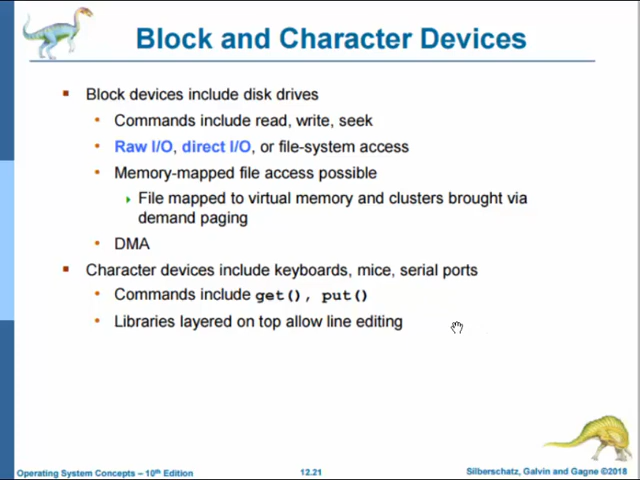 Block and Character Devices
Block devices include disk drives
Commands include read, write, seek
Raw I/O, direct I/O, or file-system access
Memory-mapped file access possible
File mapped to virtual memory and clusters brought via
demand paging
DMA
Character devices include keyboards, mice, serial ports
Commands include get(), put()
Libraries layered on top allow line editing
Operating System Concepts – 10th Edition
12.21
Silberschatz, Galvin and Gagne ©2018